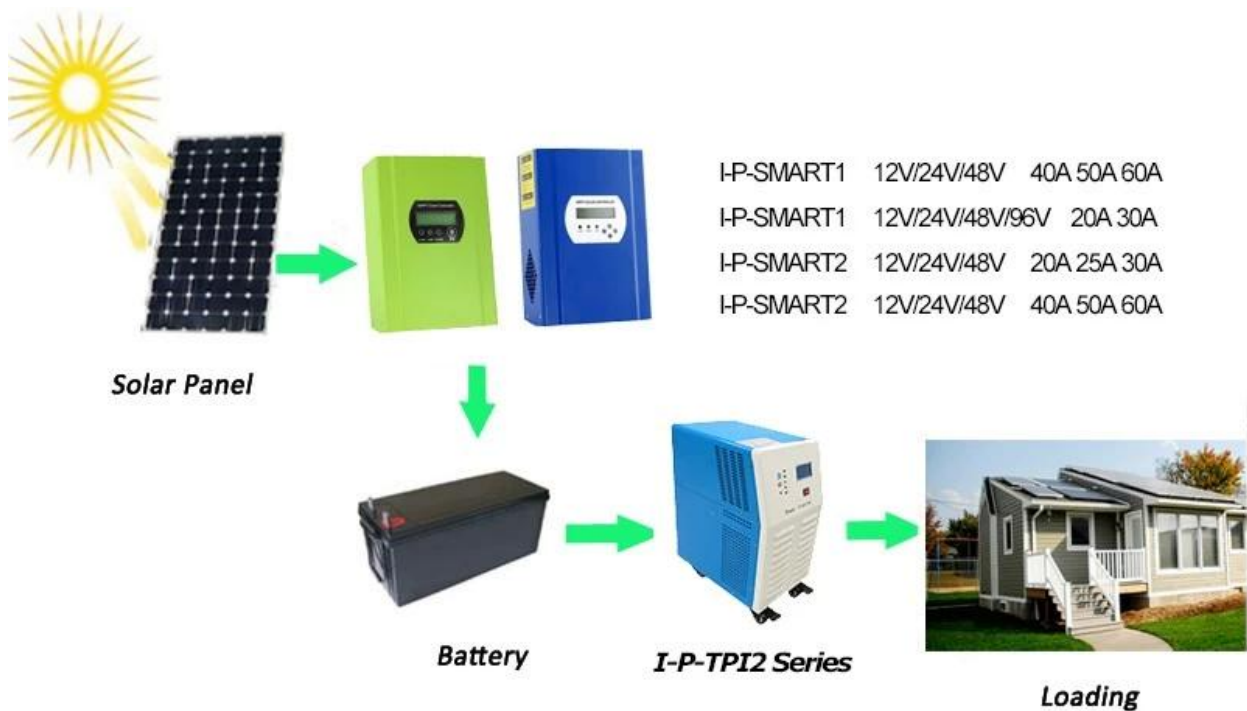 I-P-SMART1 12V/24V/48V 40A 50A 60A
I-P-SMART1 12V/24V/48V/96V 20A 30A
I-P-SMART2 12V/24V/48V 20A 25A 30A
I-P-SMART2 12V/24V/48V 40A 50A 60A
Solar Panel
Battery
I-P-TPI2 Series
Loading